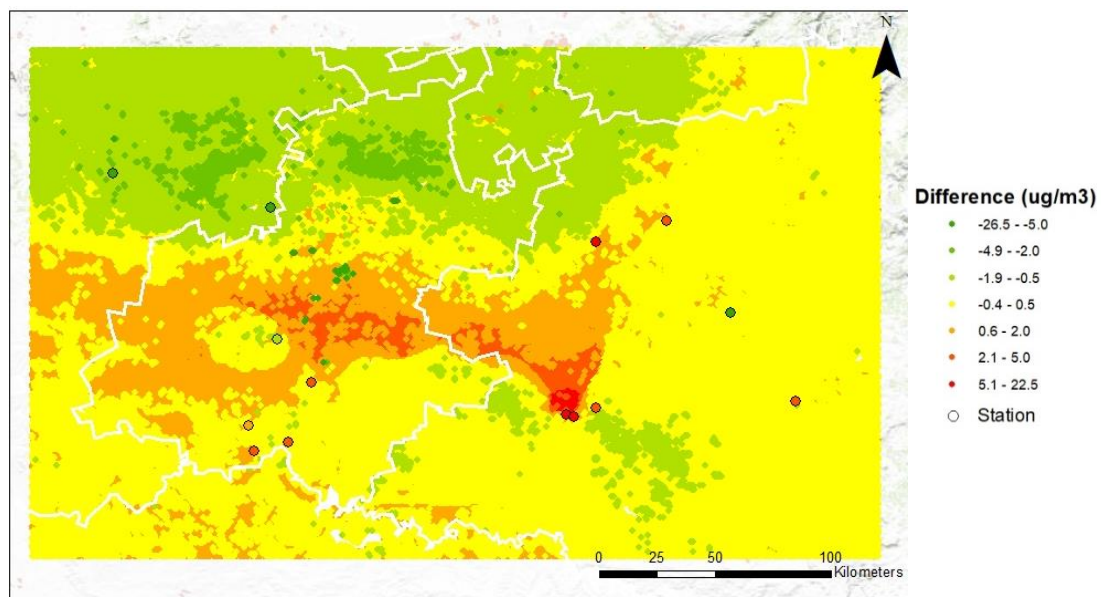 N
Difference (ug/m3)
-26.5 - -5.0
-4.9 - -2.0
-1.9 - -0.5
-0.4 - 0.5
0.6 - 2.0
2.1 - 5.0
5.1 - 22.5
Station
0 25 50 100
Kilometers